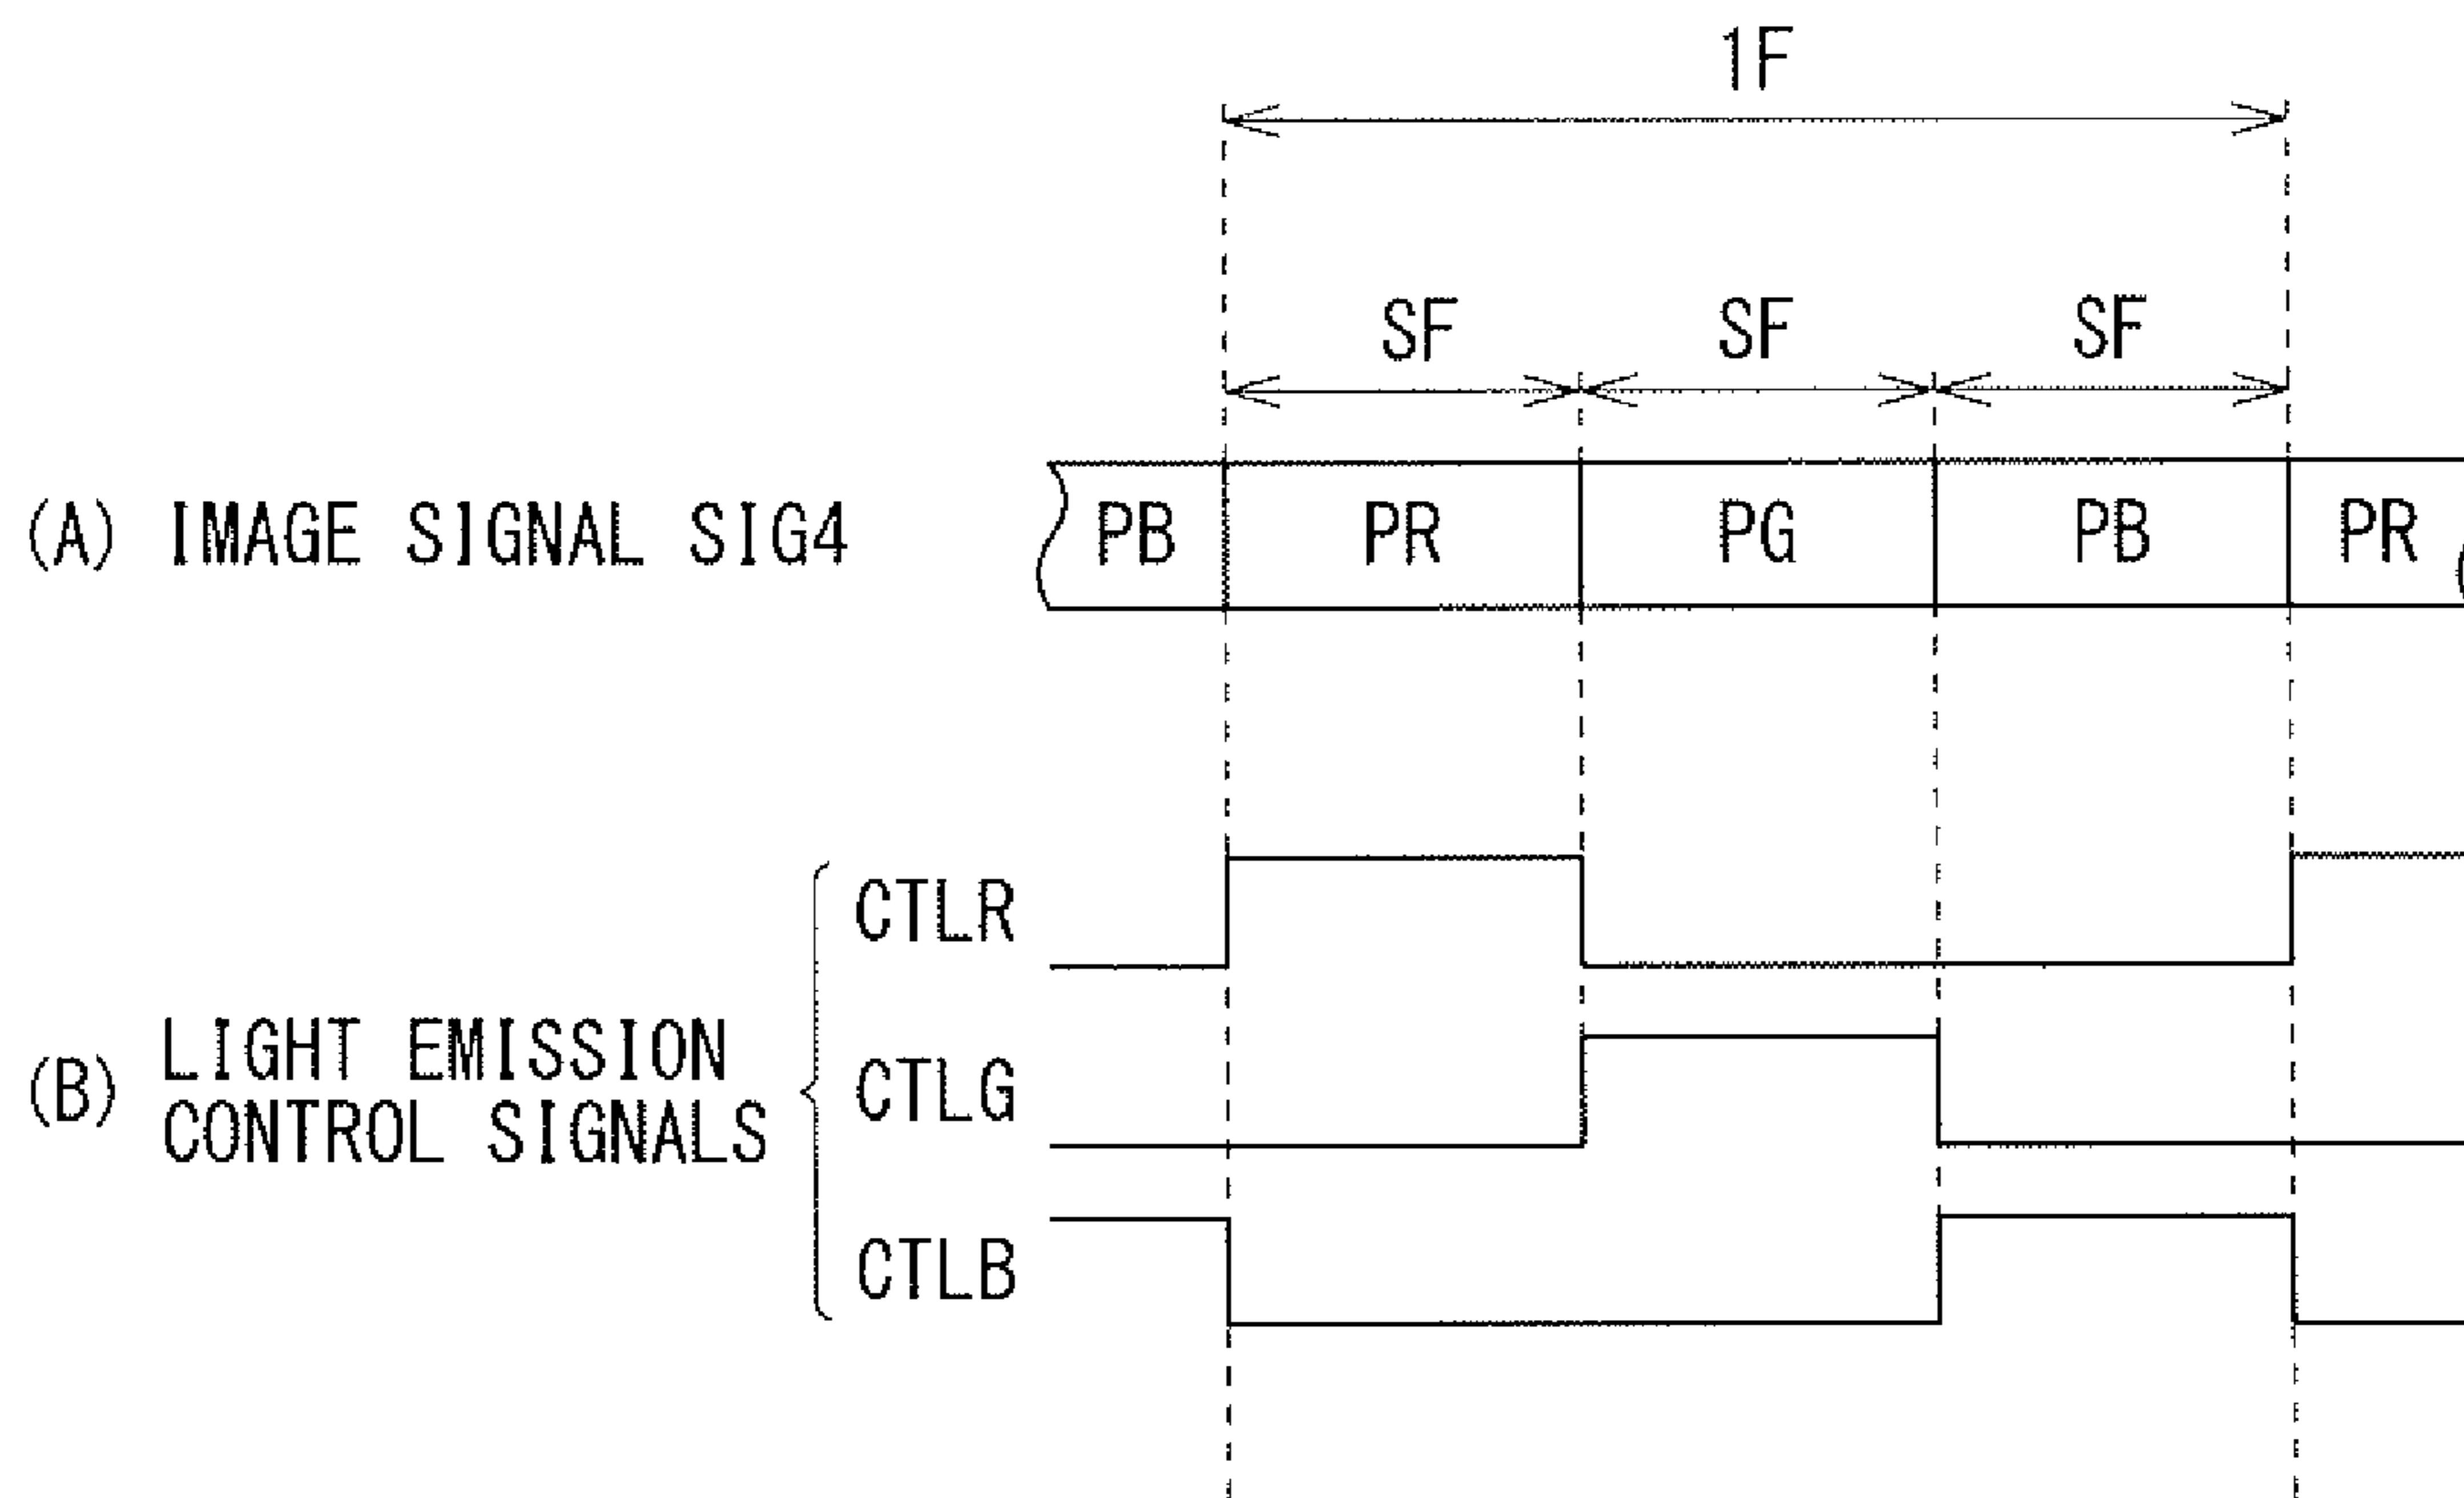 1F
SF SF SF
(A) IMAGE SIGNAL SIG4 PB PR PG PB PR
CTLR
(B) LIGHT EMISSION
CONTROL SIGNALS
CTLG
CTLB